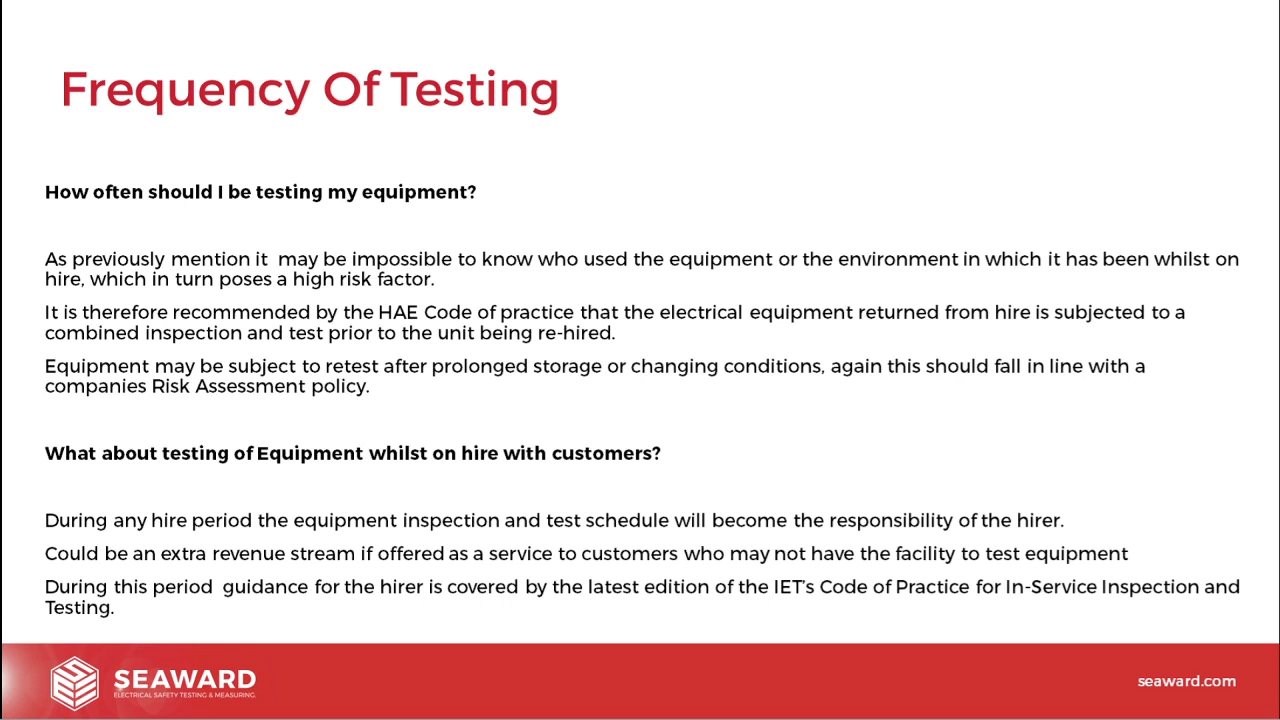 Frequency Of Testing
How often should I be testing my equipment?
As previously mention it  may be impossible to know who used the equipment or the environment in which it has been whilst on
hire, which in turn poses a high risk factor.
It is therefore recommended by the HAE Code of practice that the electrical equipment returned from hire is subjected to a
combined inspection and test prior to the unit being re-hired.
Equipment may be subject to retest after prolonged storage or changing conditions, again this should fall in line with a
companies Risk Assessment policy.
What about testing of Equipment whilst on hire with customers?
During any hire period the equipment inspection and test schedule will become the responsibility of the hirer.
Could be an extra revenue stream if offered as a service to customers who may not have the facility to test equipment
During this period  guidance for the hirer is covered by the latest edition of the IET's Code of Practice for In-Service Inspection and
Testing.
SEAWARD
ELECTRICAL SAFETY TESTING & MEASURING.
seaward.com